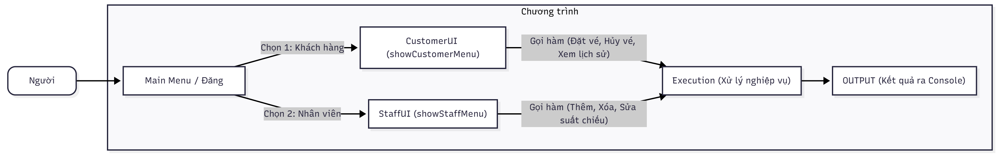 Chương trình
Người
Main Menu / Đăng
Chọn 1: Khách hàng
CustomerUI
(showCustomerMenu)
Gọi hàm (Đặt vé, Hủy vé,
Xem lịch sử)
Chọn 2: Nhân viên
StaffUI (showStaffMenu)
Gọi hàm (Thêm, Xóa, Sửa
suất chiếu)
Execution (Xử lý nghiệp vụ)
OUTPUT (Kết quả ra Console)